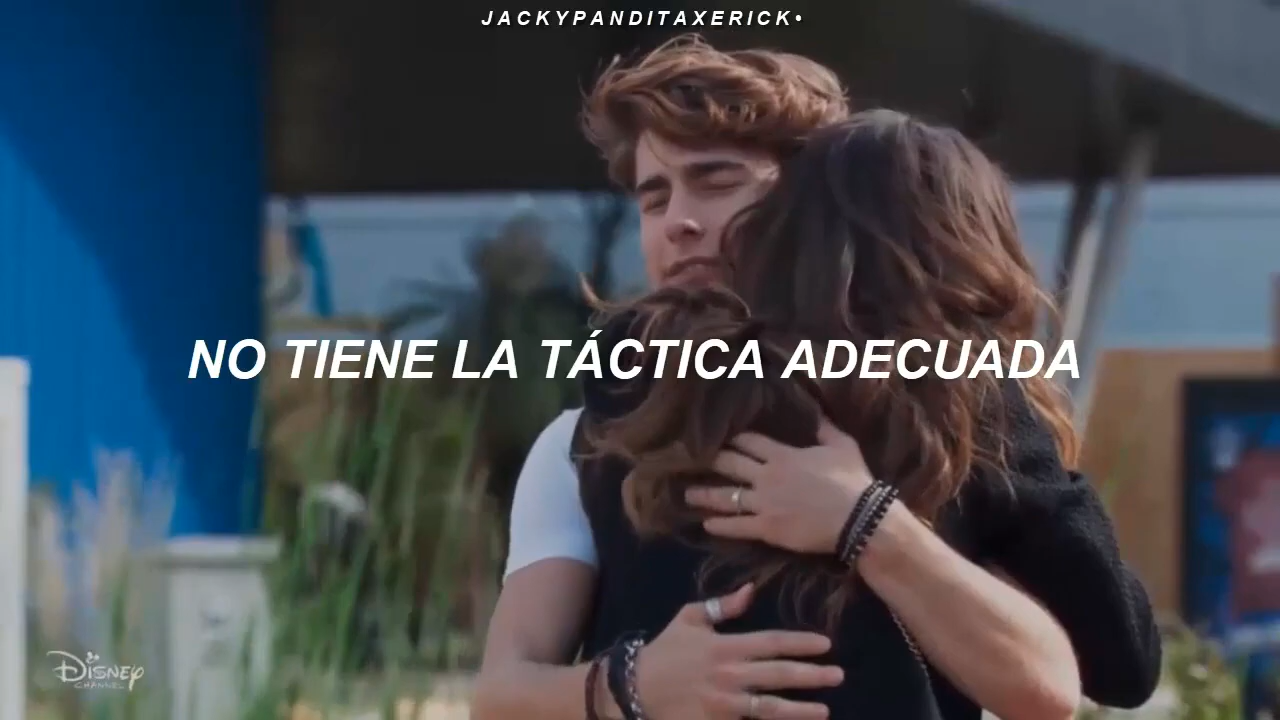 JACKYPANDITAXERICK•
NO TIENE LA TÁCTICA ADECUADA
DISNEY
CHANNEL